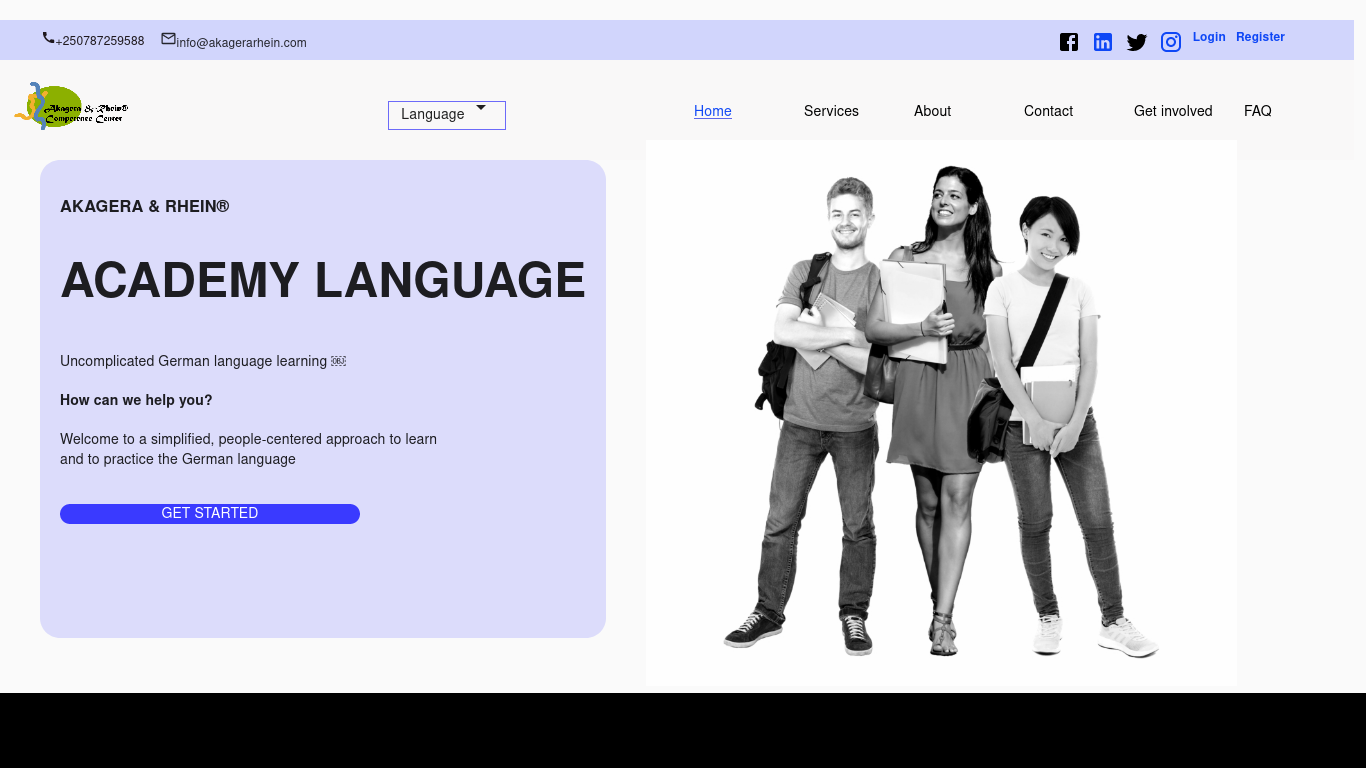 +250787259588 info@akagerarhein.com Login Register
Akagera & Rhein®
Competence Center
Language Home Services About Contact Get involved FAQ
AKAGERA & RHEIN®
ACADEMY LANGUAGE
Uncomplicated German language learning ￼
How can we help you?
Welcome to a simplified, people-centered approach to learn
and to practice the German language
GET STARTED